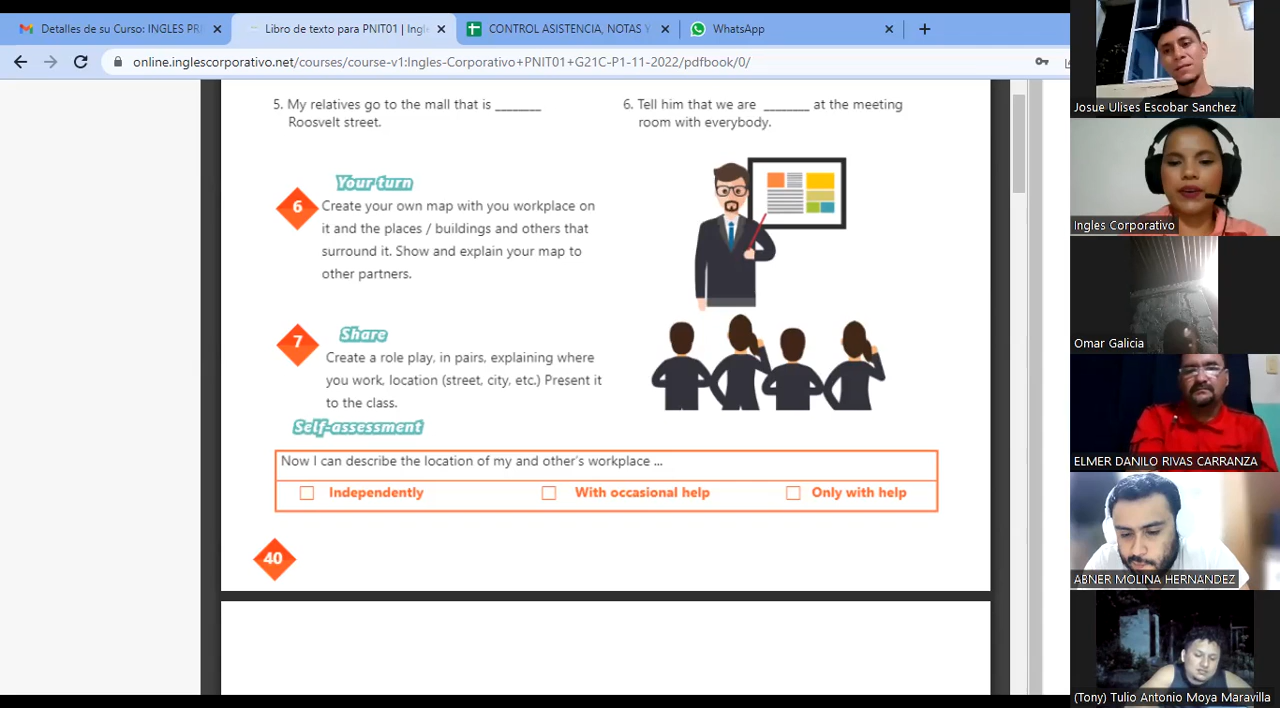 Detalles de su Curso: INGLES PRI
Libro de texto para PNIT01 | Ingl
CONTROL ASISTENCIA, NOTAS Y
WhatsApp
online.inglescorporativo.net/courses/course-v1:Ingles-Corporativo+PNIT01+G21C-P1-11-2022/pdfbook/0/
5. My relatives go to the mall that is ________
Roosvelt street.
6. Tell him that we are ________ at the meeting
room with everybody.
6
Your turn
Create your own map with you workplace on
it and the places / buildings and others that
surround it. Show and explain your map to
other partners.
7
Share
Create a role play, in pairs, explaining where
you work, location (street, city, etc.) Present it
to the class.
Self-assessment
Now I can describe the location of my and other's workplace ...
Independently
With occasional help
Only with help
40
Josue Ulises Escobar Sanchez
Ingles Corporativo
Omar Galicia
ELMER DANILO RIVAS CARRANZA
ABNER MOLINA HERNANDEZ
(Tony) Tulio Antonio Moya Maravilla